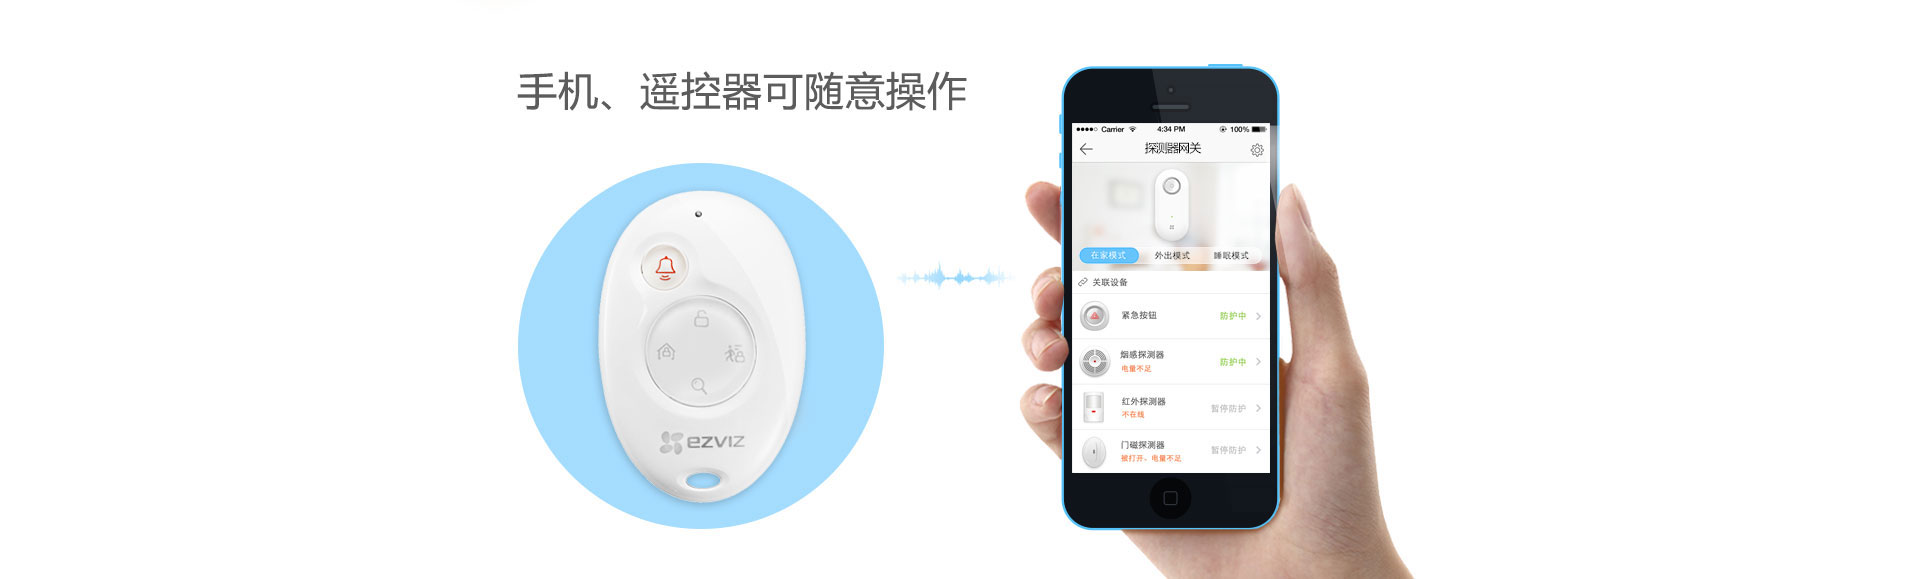 手机、遥控器可随意操作
ezviz
Carrier 4:34 PM 100%
探测器网关
在家模式 外出模式 睡眠模式
关联设备
紧急按钮 防护中
烟感探测器 防护中
电量不足
红外探测器 暂停防护
不在线
门磁探测器 暂停防护
被打开，电量不足